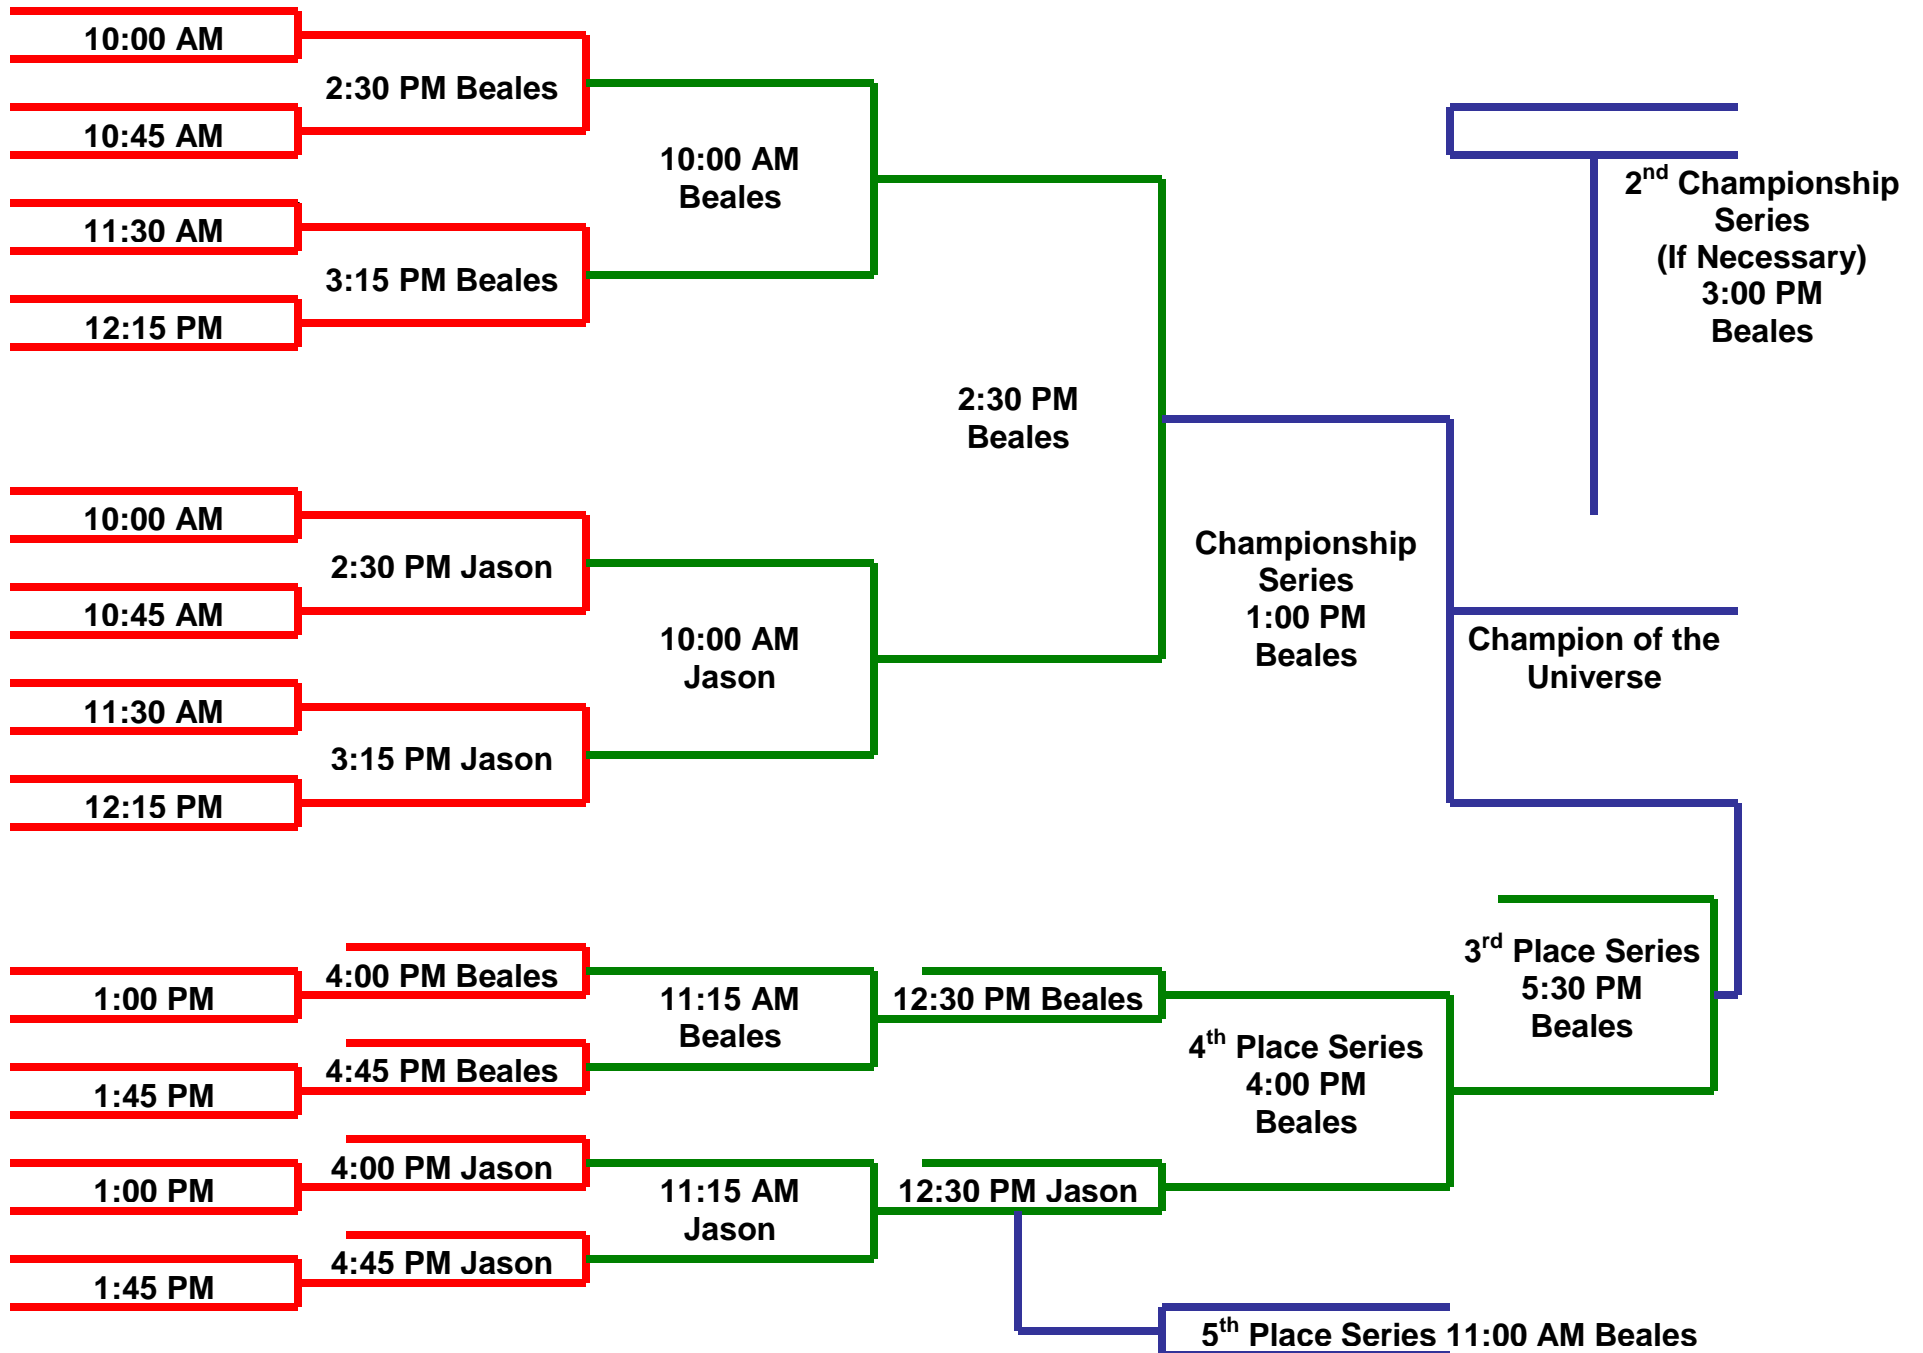 10:00 AM
2:30 PM Beales
10:45 AM
10:00 AM
Beales
11:30 AM
3:15 PM Beales
12:15 PM
2:30 PM
Beales
2nd Championship
Series
(If Necessary)
3:00 PM
Beales
10:00 AM
2:30 PM Jason
10:45 AM
10:00 AM
Jason
11:30 AM
3:15 PM Jason
12:15 PM
Championship
Series
1:00 PM
Beales
Champion of the
Universe
1:00 PM
4:00 PM Beales
11:15 AM
Beales
12:30 PM Beales
1:45 PM
4:45 PM Beales
4th Place Series
4:00 PM
Beales
3rd Place Series
5:30 PM
Beales
1:00 PM
4:00 PM Jason
11:15 AM
Jason
12:30 PM Jason
1:45 PM
4:45 PM Jason
5th Place Series 11:00 AM Beales